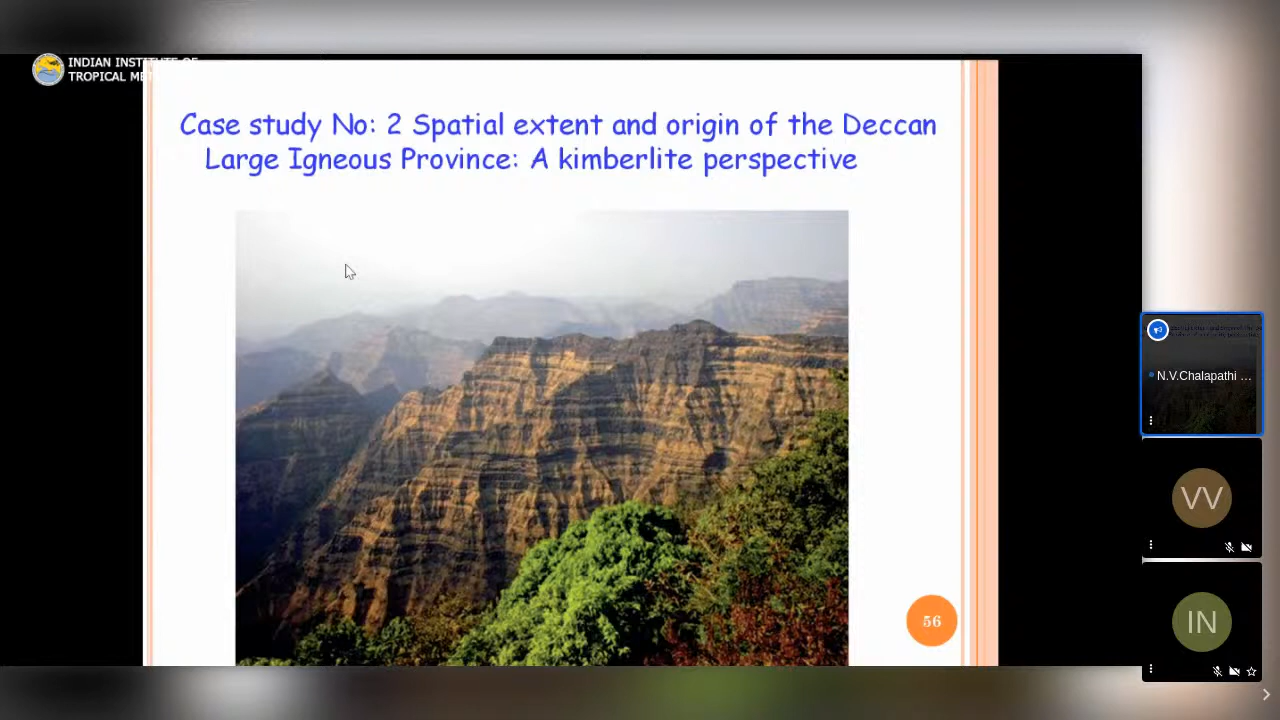 INDIAN INSTITUTE OF
TROPICAL
Case study No: 2 Spatial extent and origin of the Deccan
Large Igneous Province: A kimberlite perspective
56
N.V.Chalapathi ...
VV
IN